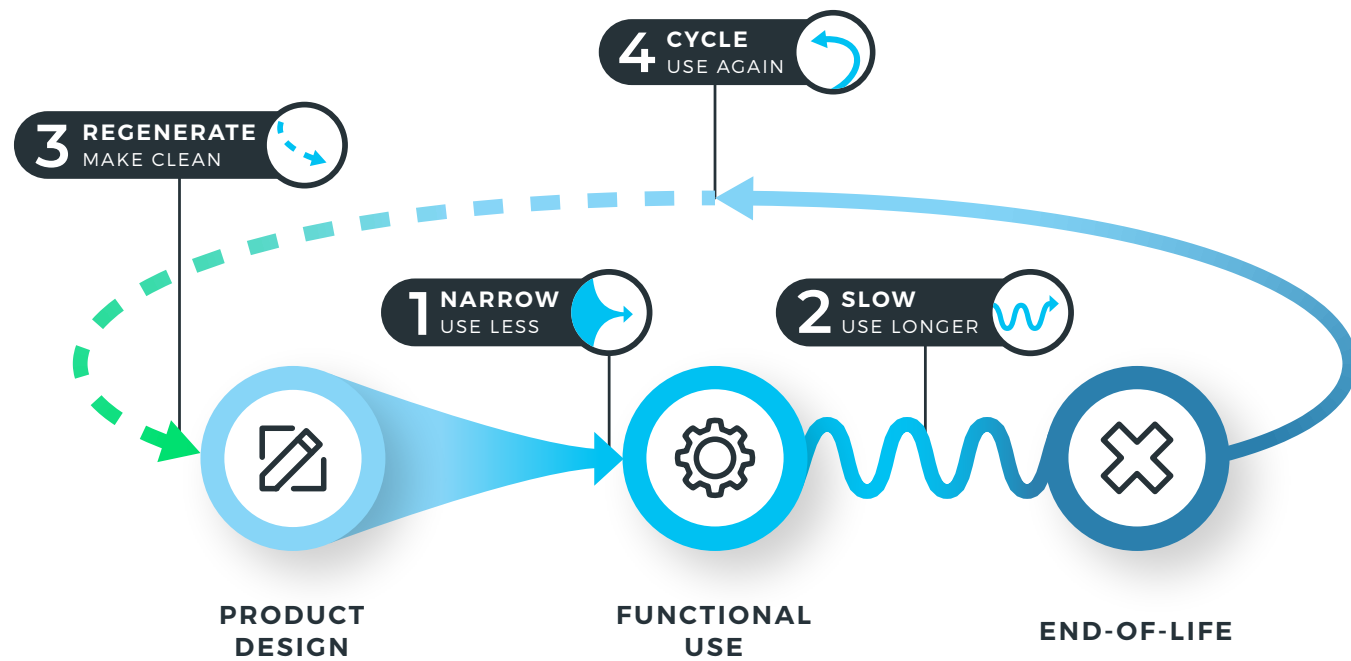 4 CYCLE
USE AGAIN
3 REGENERATE
MAKE CLEAN
1 NARROW
USE LESS
2 SLOW
USE LONGER
PRODUCT
DESIGN
FUNCTIONAL
USE
END-OF-LIFE